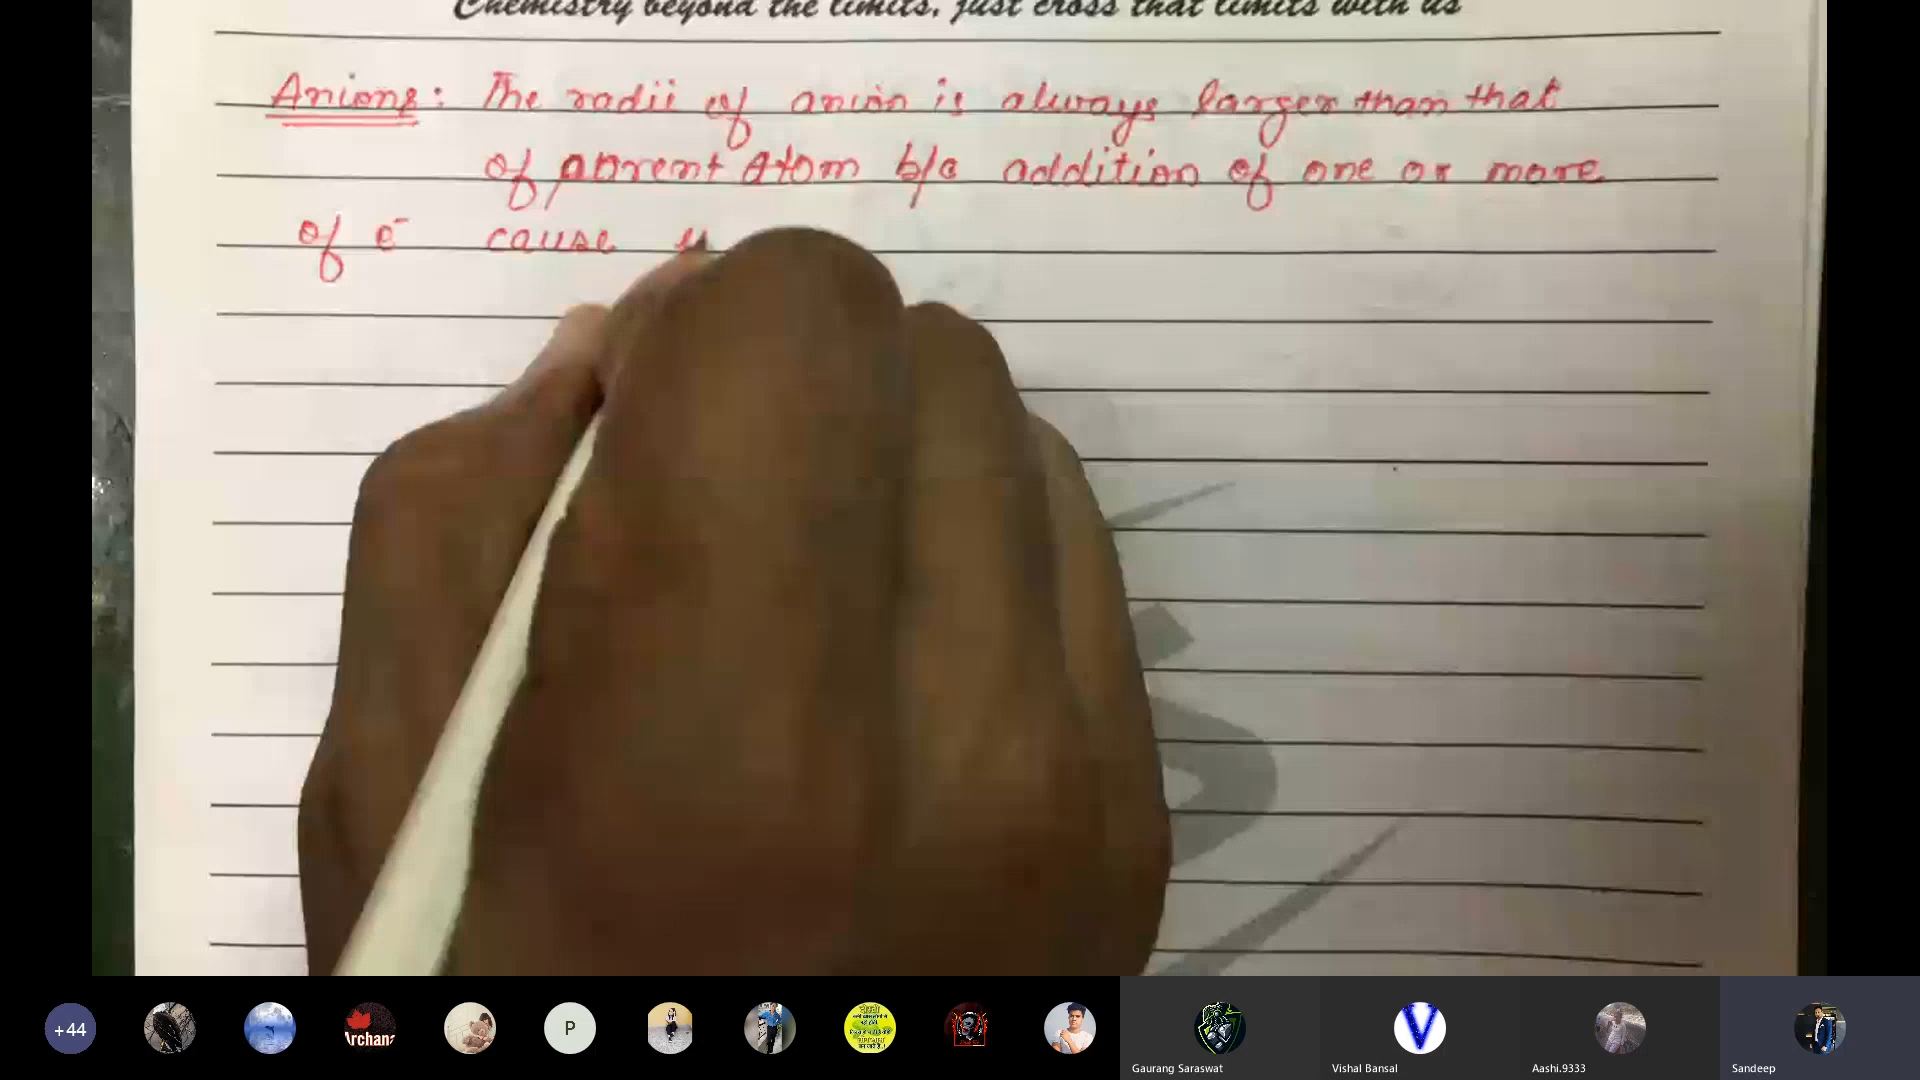 Chemistry beyond the limits, just cross that limits with us
Anions: The radii of anion is always larger than that
of parent Atom b/c addition of one or more
of e⁻ cause
+44
Archana
P
Gaurang Saraswat
Vishal Bansal
Aashi.9333
Sandeep